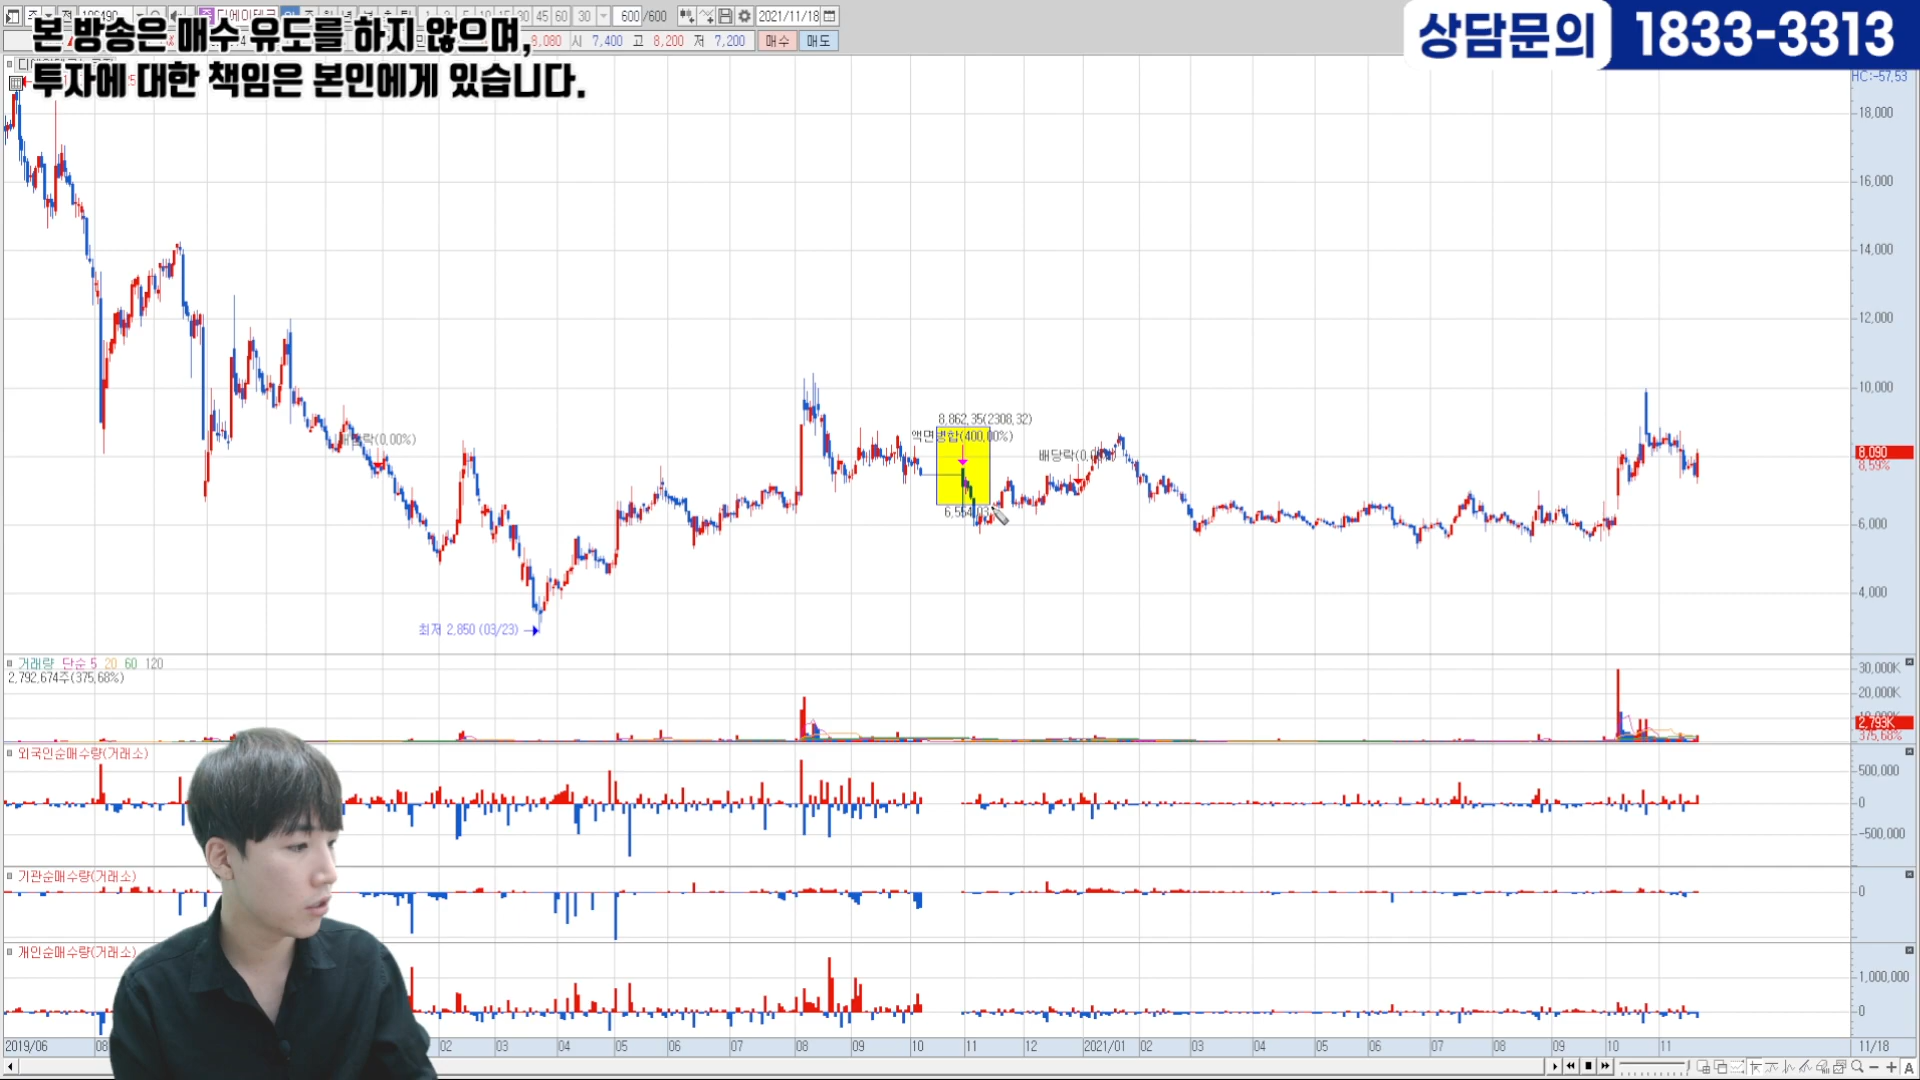 본 방송은 매수 유도를 하지 않으며,
투자에 대한 책임은 본인에게 있습니다.
상담문의 1833-3313
45 60 30 600 /600 2021/11/18
8,080 시 7,400 고 8,200 저 7,200 매수 매도
HC:-57,53
18,000
16,000
14,000
12,000
10,000
8,090
8,59%
6,000
4,000
8,862,35(2308,32)
액면병합(400,00%)
배당락(0,00%)
6,554,03
최저 2,850 (03/23)
거래량 단순 5 20 60 120
2,792,674주(375,68%)
30,000K
20,000K
2,793K
375,68%
외국인순매수량(거래소)
500,000
0
-500,000
기관순매수량(거래소)
0
개인순매수량(거래소)
1,000,000
0
2019/06 08 02 03 04 05 06 07 08 09 10 11 12 2021/01 02 03 04 05 06 07 08 09 10 11 11/18
A